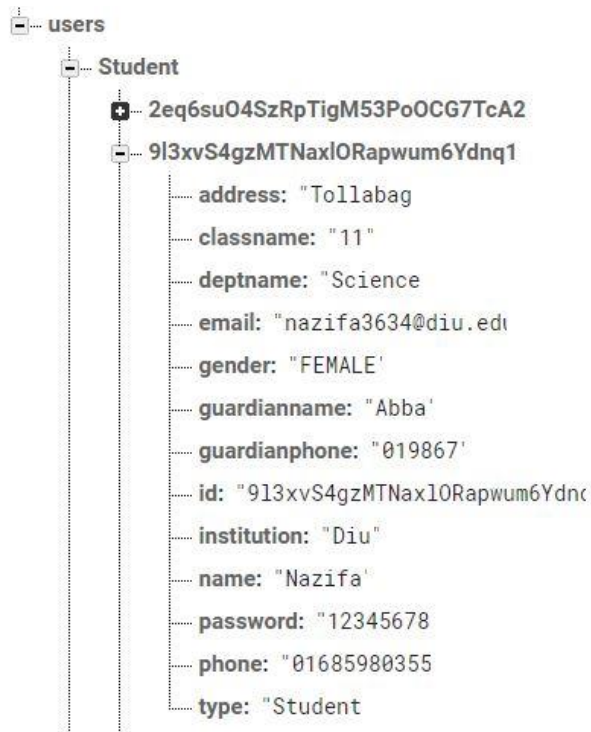 users
Student
2eq6suO4SzRpTigM53PoOCG7TcA2
9l3xvS4gzMTNaxlORapwum6Ydnq1
address: "Tollabag
classname: "11"
deptname: "Science
email: "nazifa3634@diu.edu
gender: "FEMALE'
guardianname: "Abba'
guardianphone: "019867'
id: "9l3xvS4gzMTNaxlORapwum6Ydnq
institution: "Diu"
name: "Nazifa'
password: "12345678
phone: "01685980355
type: "Student